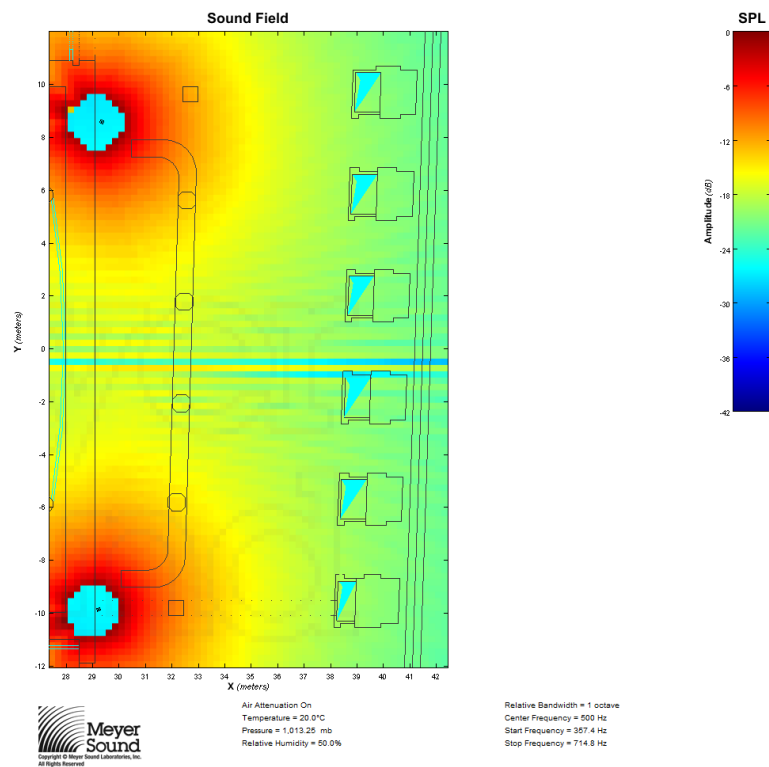 Sound Field
SPL
0
-6
-12
-18
-24
-30
-36
-42
Amplitude (dB)
10
8
6
4
2
0
-2
-4
-6
-8
-10
-12
Y (meters)
28 29 30 31 32 33 34 35 36 37 38 39 40 41 42
X (meters)
Meyer
Sound
Copyright © Meyer Sound Laboratories, Inc.
All Rights Reserved
Air Attenuation On
Temperature = 20.0°C
Pressure = 1,013.25 mb
Relative Humidity = 50.0%
Relative Bandwidth = 1 octave
Center Frequency = 500 Hz
Start Frequency = 357.4 Hz
Stop Frequency = 714.8 Hz